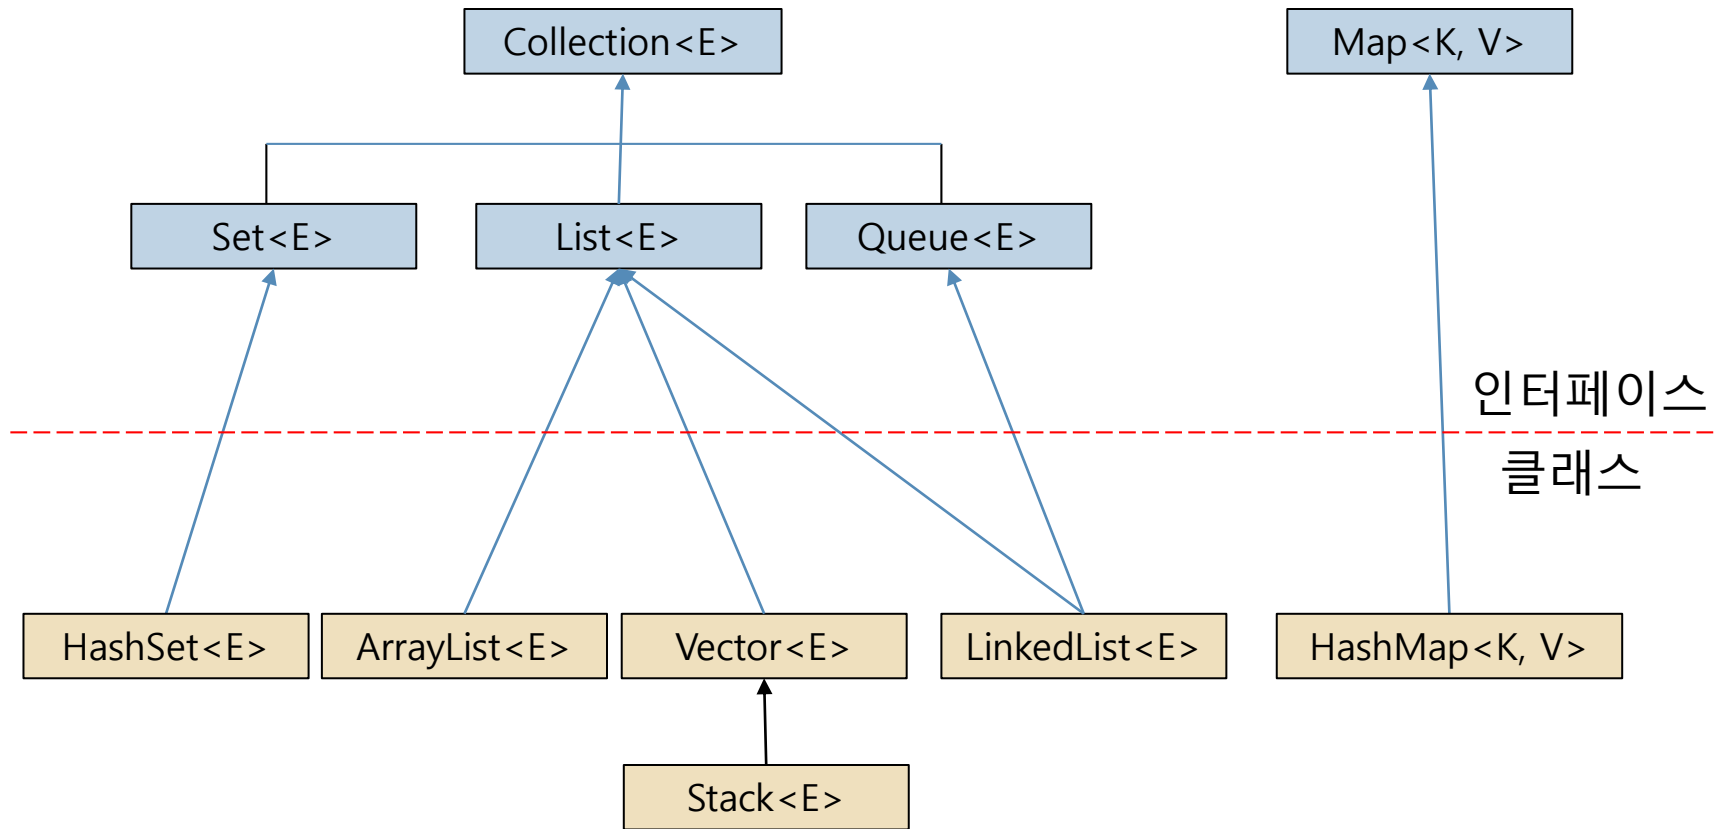 Collection<E>
Map<K, V>
Set<E>
List<E>
Queue<E>
인터페이스
클래스
HashSet<E>
ArrayList<E>
Vector<E>
LinkedList<E>
HashMap<K, V>
Stack<E>